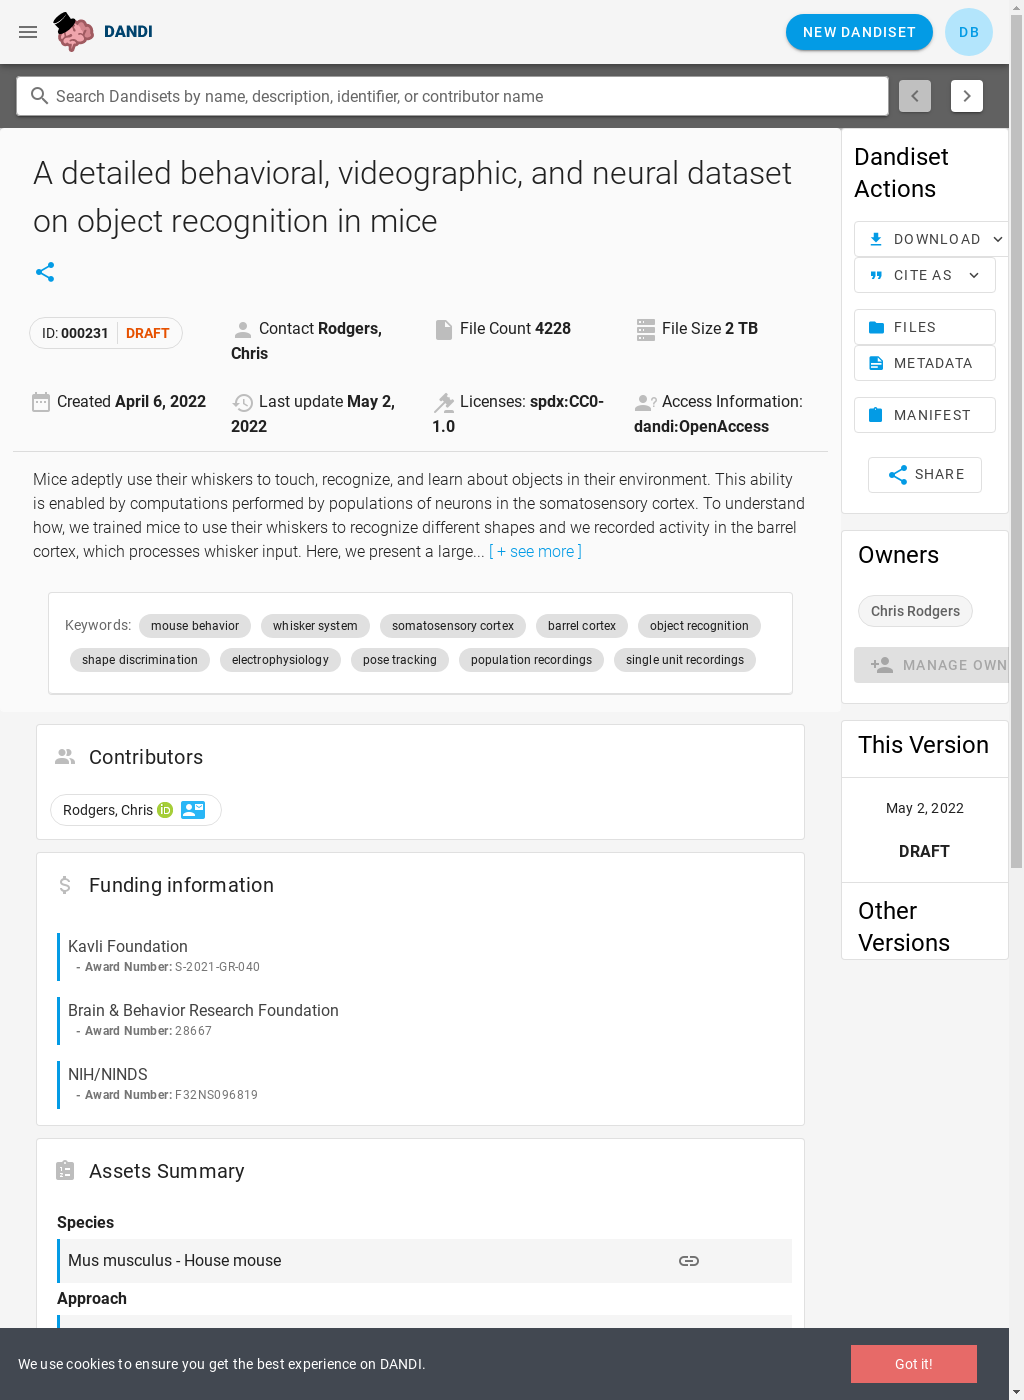 DANDI
NEW DANDISET
DB
Search Dandisets by name, description, identifier, or contributor name
A detailed behavioral, videographic, and neural dataset
on object recognition in mice
ID: 000231 DRAFT
Contact Rodgers,
Chris
File Count 4228
File Size 2 TB
Created April 6, 2022
Last update May 2,
2022
Licenses: spdx:CC0-
1.0
Access Information:
dandi:OpenAccess
Mice adeptly use their whiskers to touch, recognize, and learn about objects in their environment. This ability
is enabled by computations performed by populations of neurons in the somatosensory cortex. To understand
how, we trained mice to use their whiskers to recognize different shapes and we recorded activity in the barrel
cortex, which processes whisker input. Here, we present a large... [ + see more ]
Keywords: mouse behavior whisker system somatosensory cortex barrel cortex object recognition
shape discrimination electrophysiology pose tracking population recordings single unit recordings
Contributors
Rodgers, Chris iD
Funding information
Kavli Foundation
- Award Number: S-2021-GR-040
Brain & Behavior Research Foundation
- Award Number: 28667
NIH/NINDS
- Award Number: F32NS096819
Assets Summary
Species
Mus musculus - House mouse
Approach
Dandiset
Actions
DOWNLOAD
CITE AS
FILES
METADATA
MANIFEST
SHARE
Owners
Chris Rodgers
MANAGE OWN
This Version
May 2, 2022
DRAFT
Other
Versions
We use cookies to ensure you get the best experience on DANDI.
Got it!